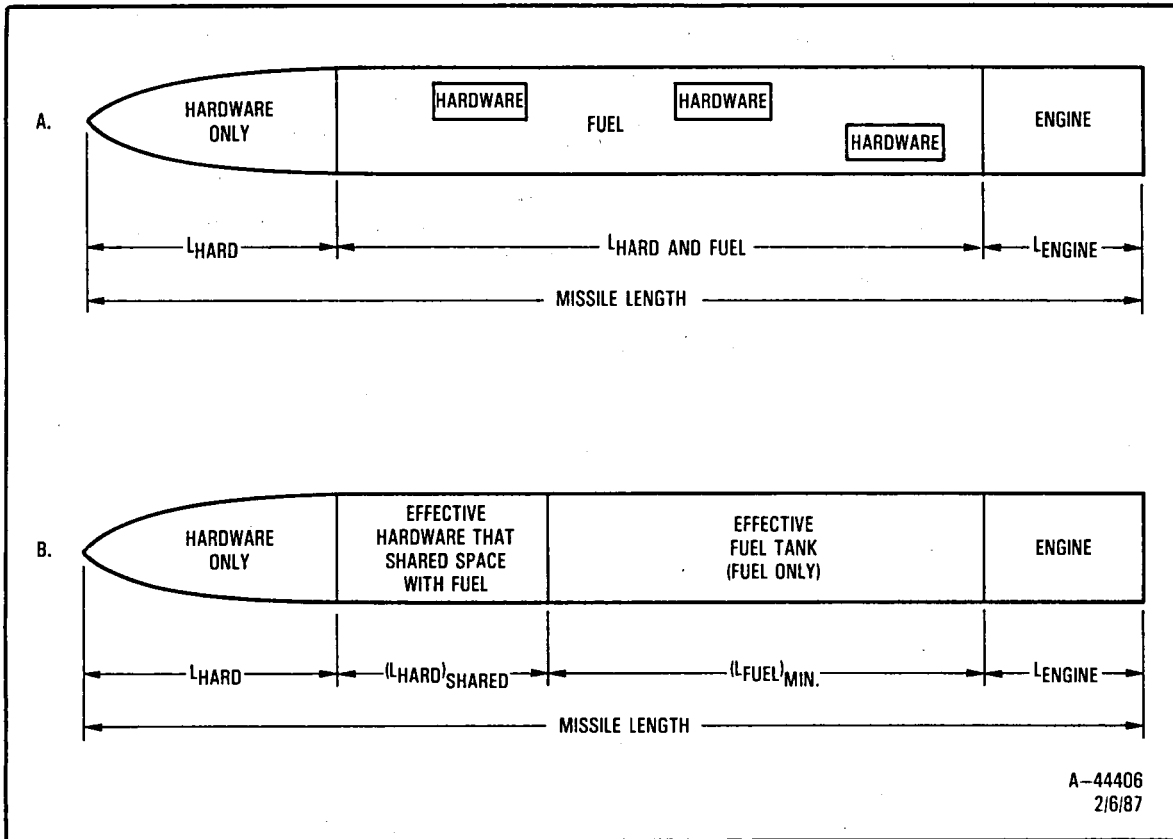 A.
HARDWARE
ONLY
HARDWARE
FUEL
HARDWARE
HARDWARE
ENGINE
LHARD
LHARD AND FUEL
LENGINE
MISSILE LENGTH
B.
HARDWARE
ONLY
EFFECTIVE
HARDWARE THAT
SHARED SPACE
WITH FUEL
EFFECTIVE
FUEL TANK
(FUEL ONLY)
ENGINE
LHARD
(LHARD)SHARED
(LFUEL)MIN.
LENGINE
MISSILE LENGTH
A-44406
2/6/87